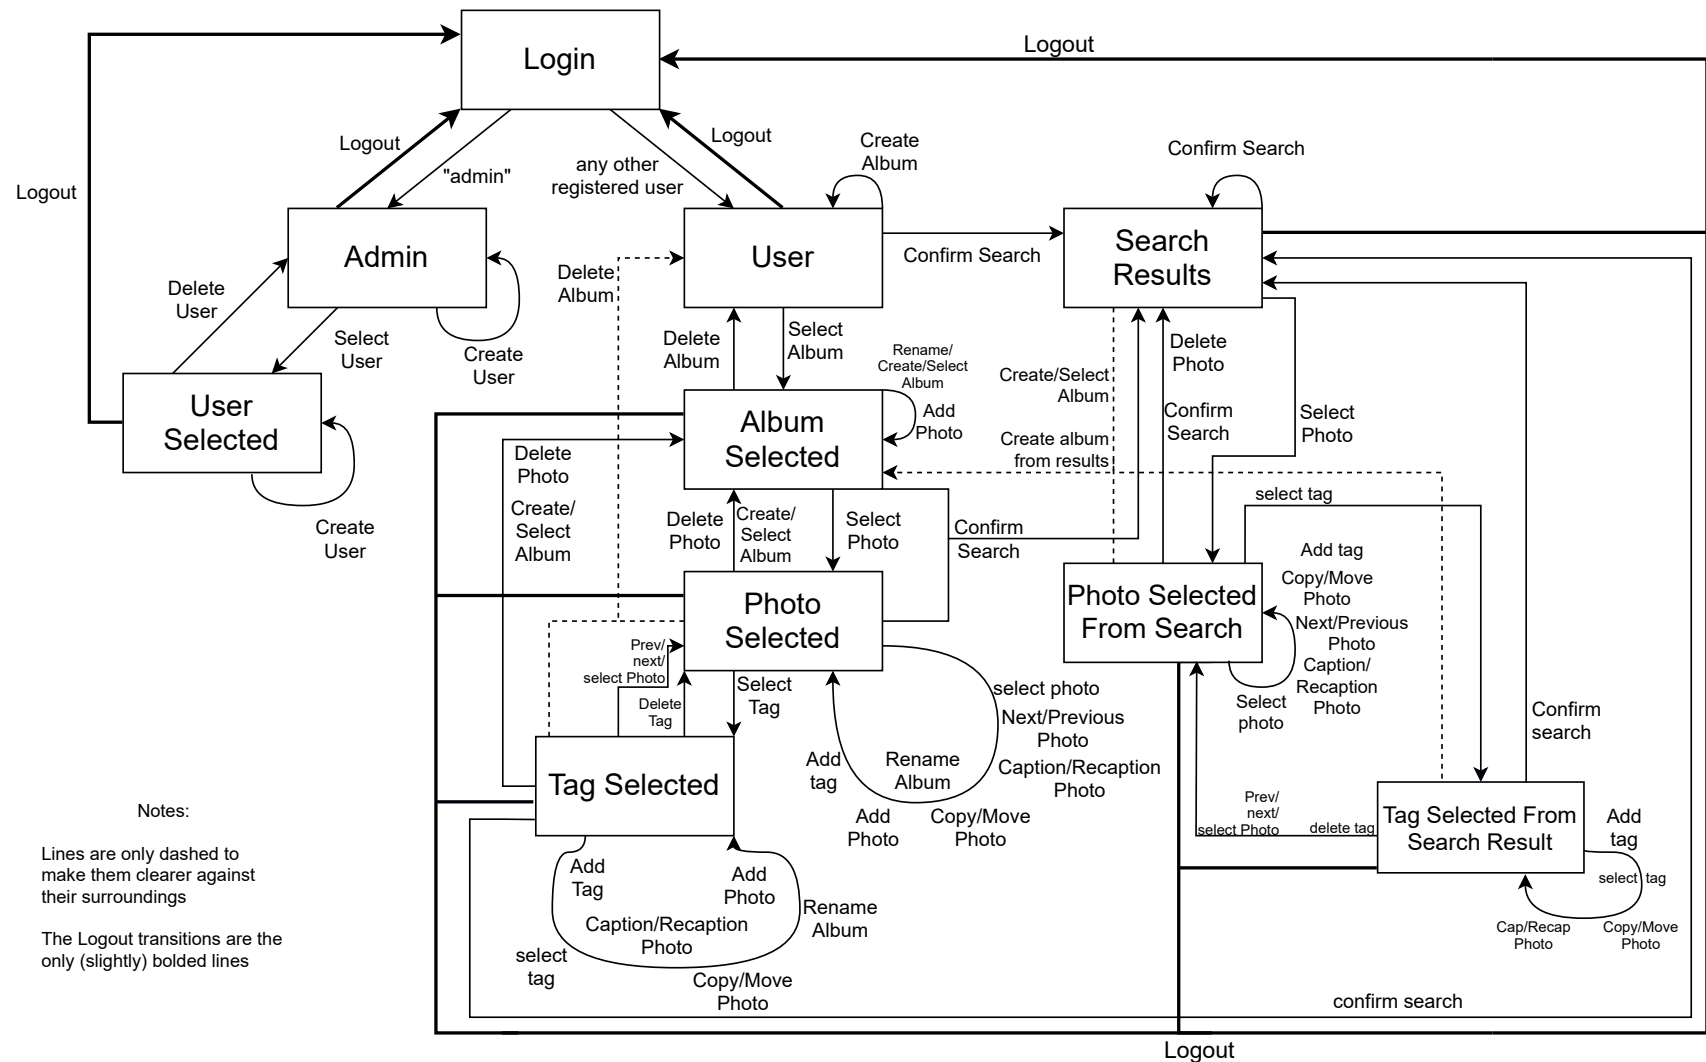 Login
Logout
Logout
Logout
Logout
"admin"
any other
registered user
Create
Album
Confirm Search
Admin
User
Confirm Search
Search
Results
Delete
User
Select
User
Create
User
Delete
Album
Delete
Album
Select
Album
Rename/
Create/Select
Album
Add
Photo
Create/Select
Album
Delete
Photo
Confirm
Search
Select
Photo
User
Selected
Create
User
Album
Selected
Create album
from results
Delete
Photo
Create/
Select
Album
Delete
Photo
Create/
Select
Album
Select
Photo
Confirm
Search
select tag
Photo
Selected
Photo Selected
From Search
Add tag
Copy/Move
Photo
Next/Previous
Photo
Caption/
Recaption
Photo
Select
photo
Prev/
next/
select Photo
Delete
Tag
Select
Tag
select photo
Next/Previous
Photo
Caption/Recaption
Photo
Add
tag
Rename
Album
Add
Photo
Copy/Move
Photo
Confirm
search
Tag Selected
Prev/
next/
select Photo
delete tag
Tag Selected From
Search Result
Add
tag
select tag
Cap/Recap
Photo
Copy/Move
Photo
Notes:
Lines are only dashed to
make them clearer against
their surroundings
The Logout transitions are the
only (slightly) bolded lines
Add
Tag
Add
Photo
Caption/Recaption
Photo
Rename
Album
select
tag
Copy/Move
Photo
confirm search
Logout